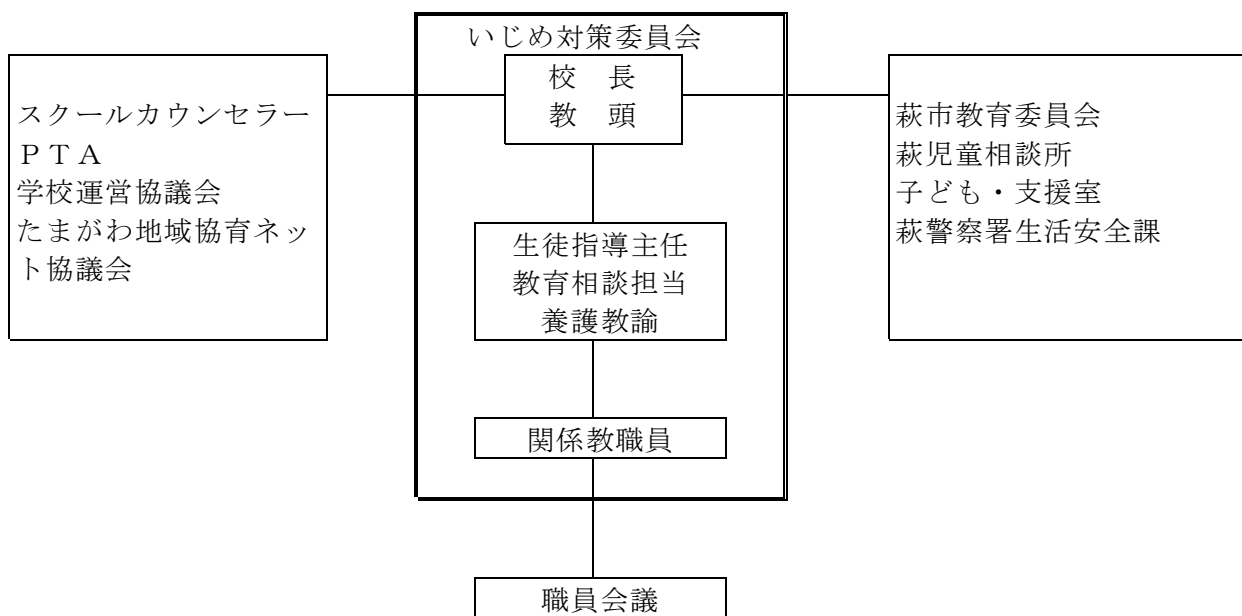 いじめ対策委員会
校　長
教　頭
スクールカウンセラー
ＰＴＡ
学校運営協議会
たまがわ地域協育ネッ
ト協議会
萩市教育委員会
萩児童相談所
子ども・支援室
萩警察署生活安全課
生徒指導主任
教育相談担当
養護教諭
関係教職員
職員会議